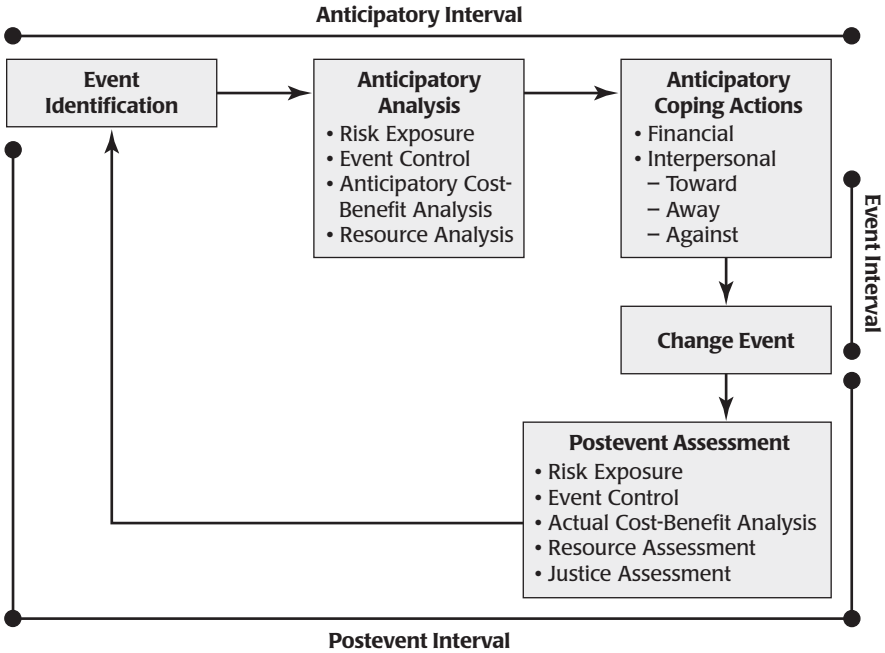 Anticipatory Interval
Event
Identification
Anticipatory
Analysis
• Risk Exposure
• Event Control
• Anticipatory Cost-
Benefit Analysis
• Resource Analysis
Anticipatory
Coping Actions
• Financial
• Interpersonal
– Toward
– Away
– Against
Event Interval
Change Event
Postevent Assessment
• Risk Exposure
• Event Control
• Actual Cost-Benefit Analysis
• Resource Assessment
• Justice Assessment
Postevent Interval